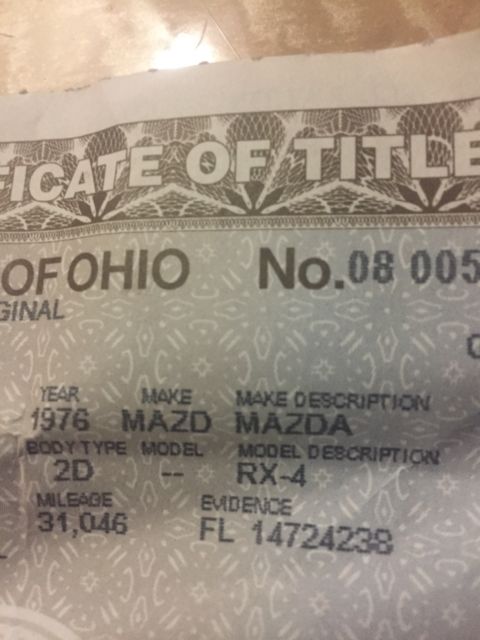 FICATE OF TITLE
OF OHIO No. 08 005
GINAL
YEAR MAKE MAKE DESCRIPTION
1976 MAZD MAZDA
BODY TYPE MODEL MODEL DESCRIPTION
2D -- RX-4
MILEAGE EVIDENCE
31,046 FL 14724238